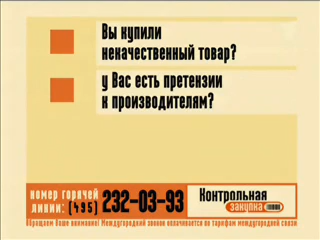 Вы купили
некачественный товар?
у Вас есть претензии
к производителям?
номер горячей
линии: (495) 232-03-93
Контрольная
закупка
Обращаем Ваше внимание! Междугородний звонок оплачивается по тарифам междугородней связи